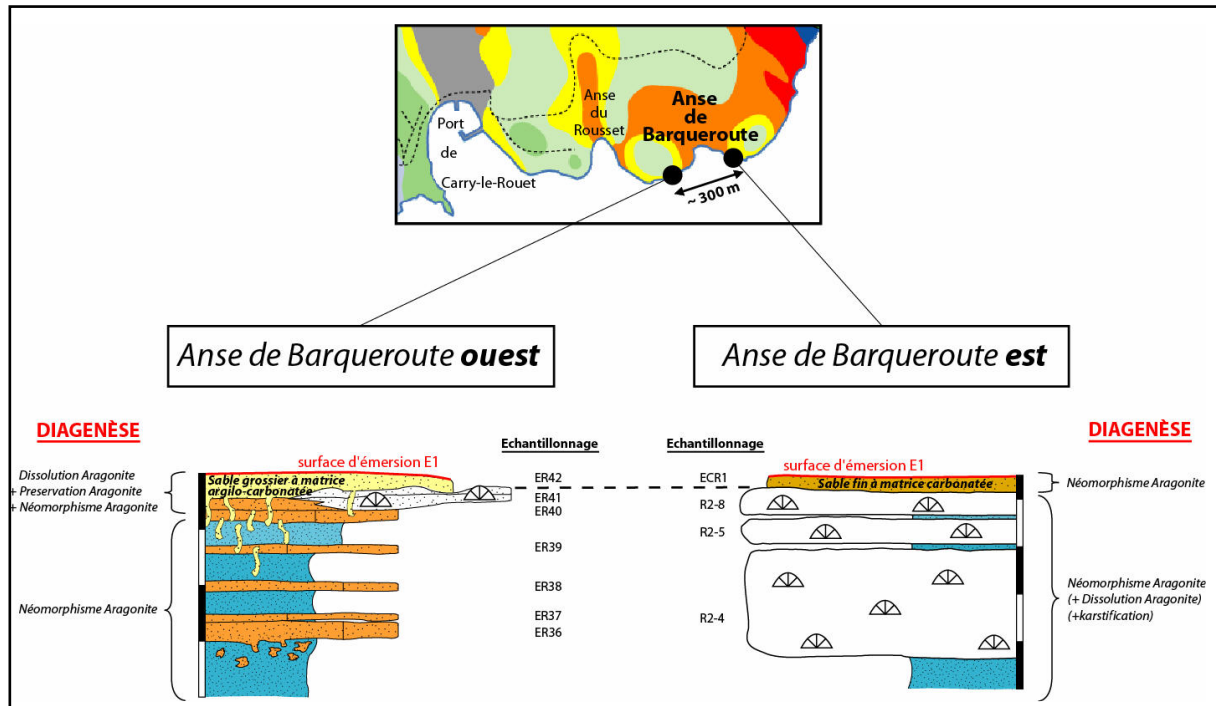 Port
de
Carry-le-Rouet
Anse
du
Rousset
Anse
de
Barqueroute
~ 300 m
Anse de Barqueroute ouest
Anse de Barqueroute est
DIAGENÈSE
Dissolution Aragonite
+ Preservation Aragonite
+ Néomorphisme Aragonite
Néomorphisme Aragonite
surface d'émersion E1
Sable grossier à matrice
argilo-carbonatée
Echantillonnage
ER42
ER41
ER40
ER39
ER38
ER37
ER36
Echantillonnage
ECR1
R2-8
R2-5
R2-4
surface d'émersion E1
Sable fin à matrice carbonatée
DIAGENÈSE
Néomorphisme Aragonite
Néomorphisme Aragonite
(+ Dissolution Aragonite)
(+karstification)